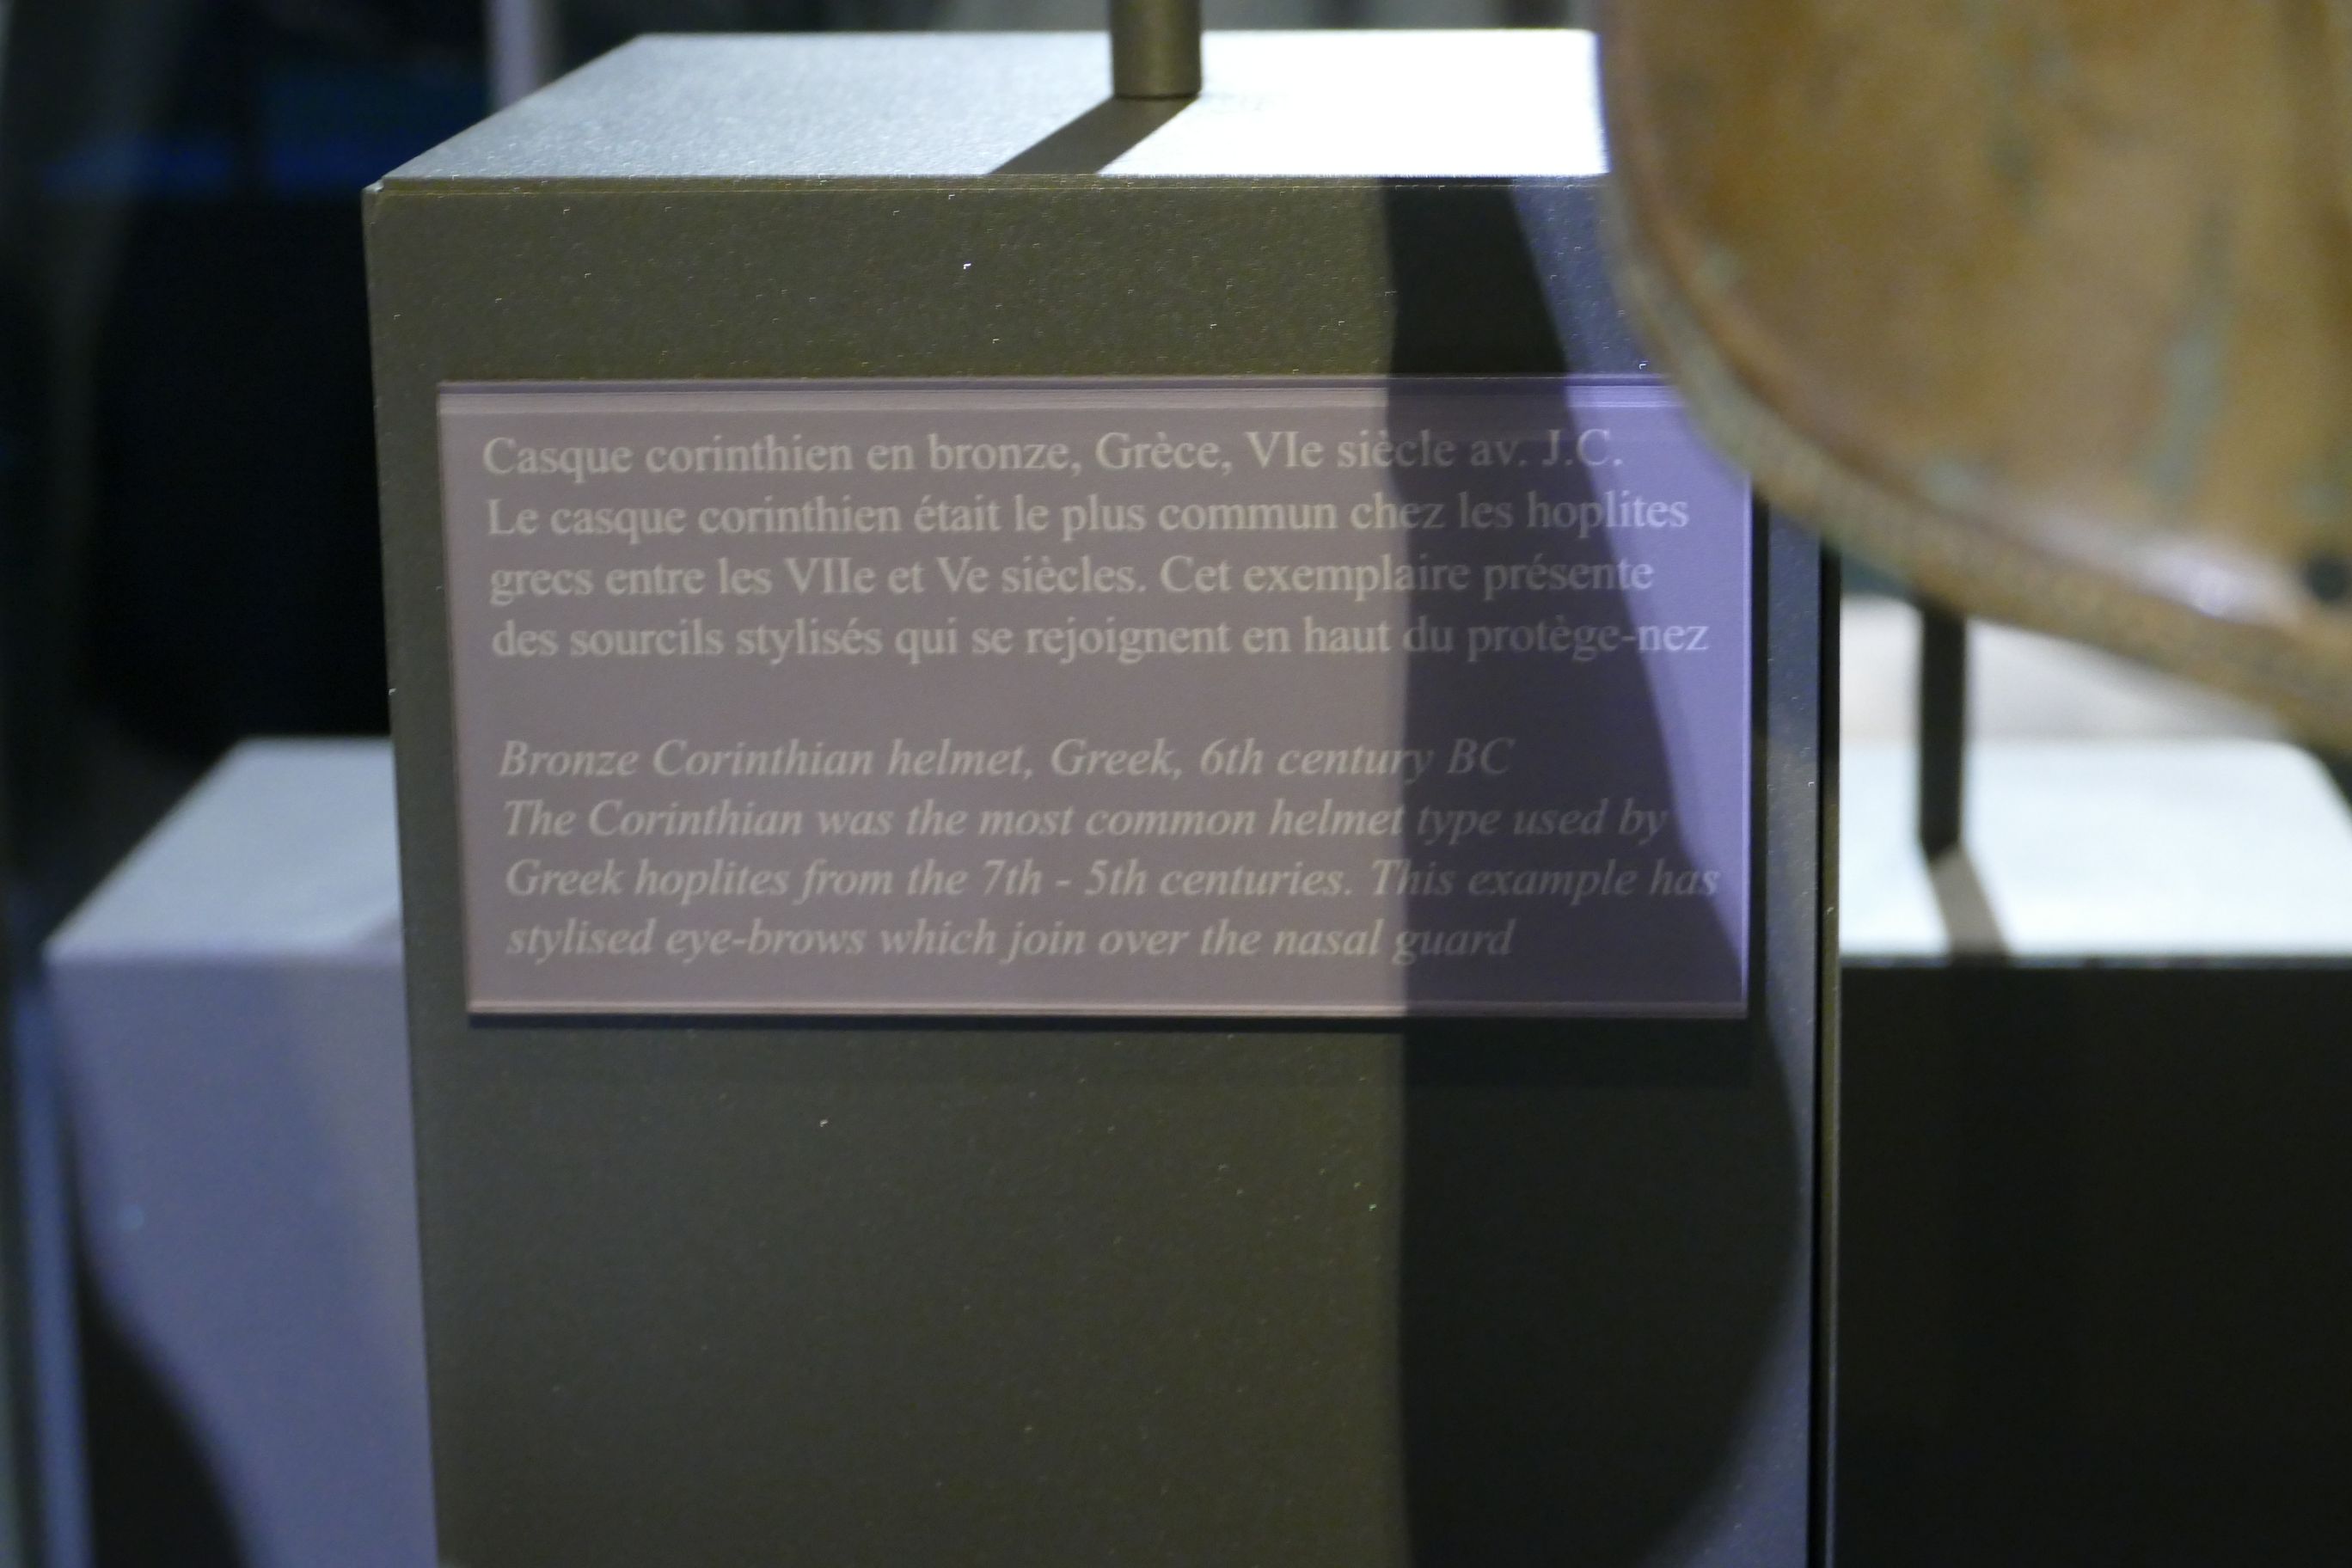 Casque corinthien en bronze, Grèce, VIe siècle av. J.C.
Le casque corinthien était le plus commun chez les hoplites
grecs entre les VIIe et Ve siècles. Cet exemplaire présente
des sourcils stylisés qui se rejoignent en haut du protège-nez
Bronze Corinthian helmet, Greek, 6th century BC
The Corinthian was the most common helmet type used by
Greek hoplites from the 7th - 5th centuries. This example has
stylised eye-brows which join over the nasal guard